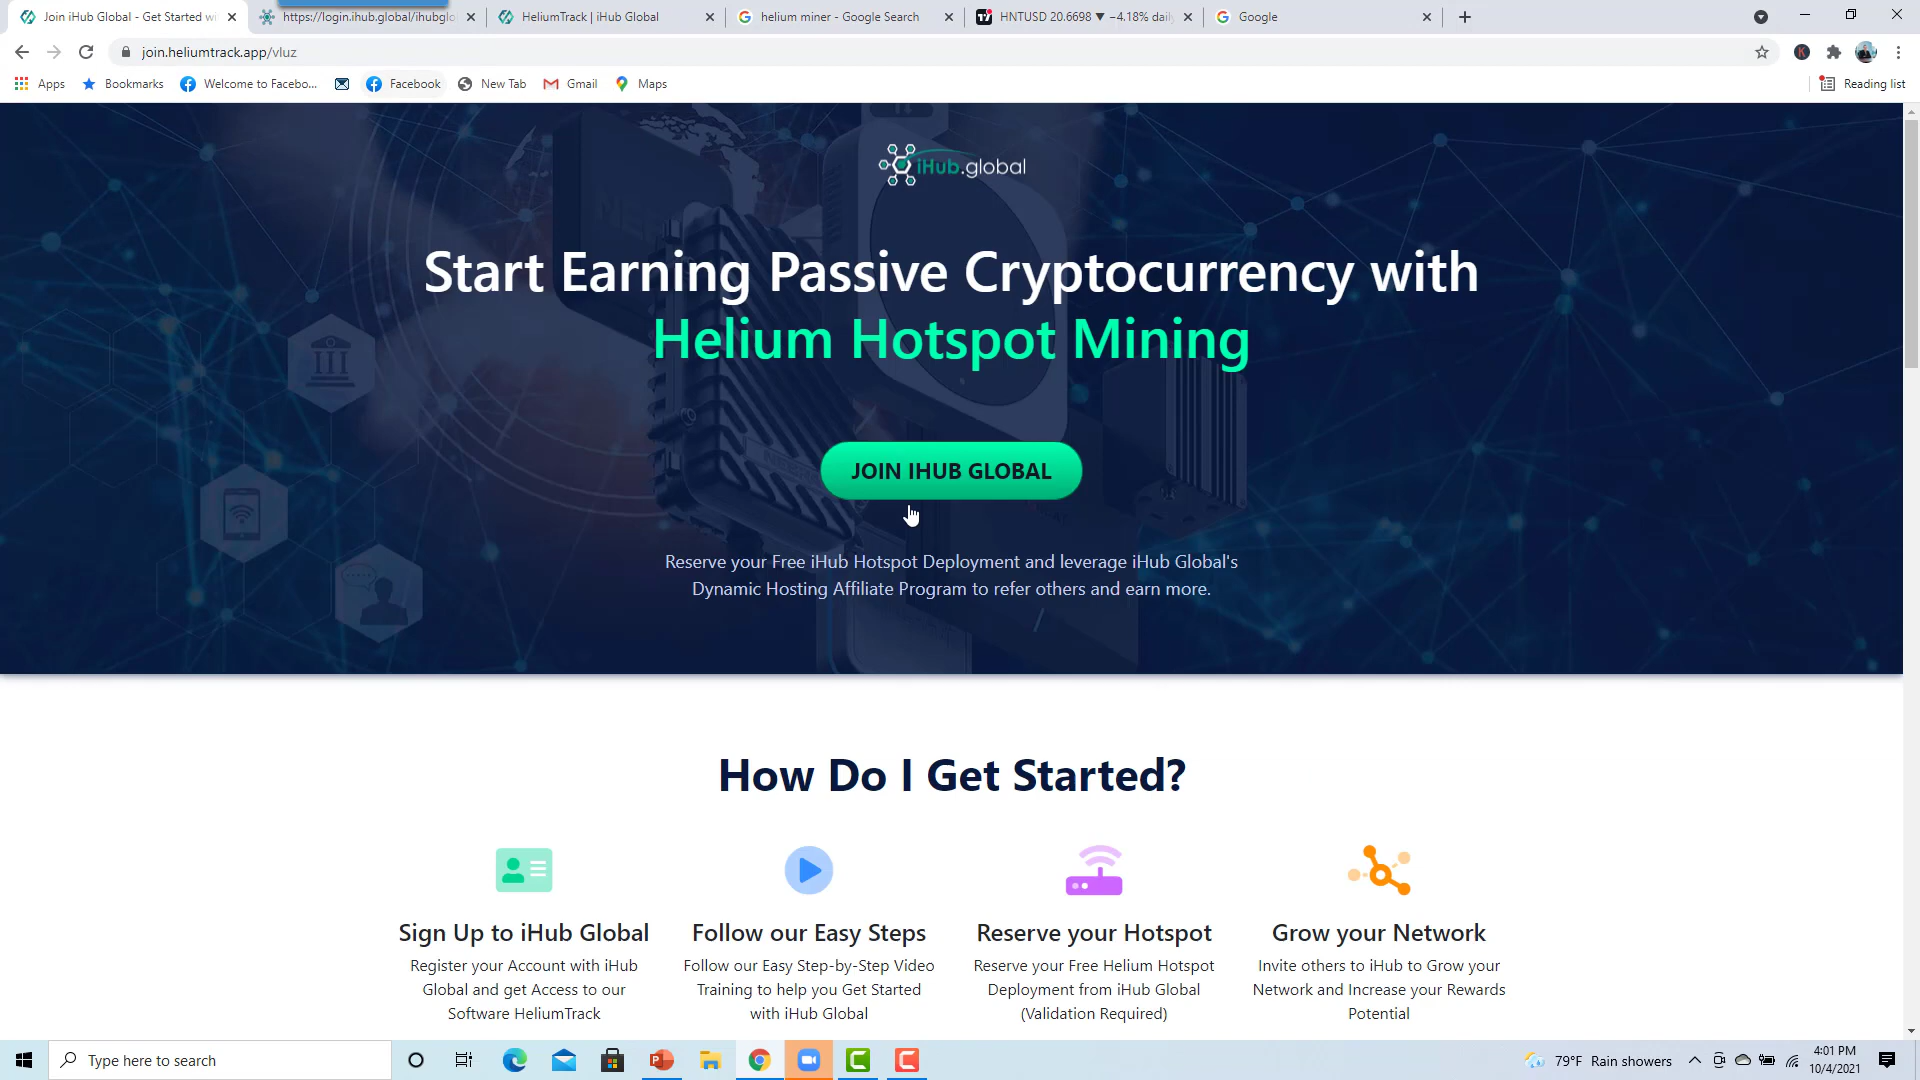 Join iHub Global - Get Started wi
https://login.ihub.global/ihubglo
HeliumTrack | iHub Global
helium miner - Google Search
HNTUSD 20.6698 ▼ −4.18% daily
Google
join.heliumtrack.app/vluz
K
Apps
Bookmarks
Welcome to Facebo...
Facebook
New Tab
Gmail
Maps
Reading list
iHub.global
Start Earning Passive Cryptocurrency with
Helium Hotspot Mining
JOIN IHUB GLOBAL
Reserve your Free iHub Hotspot Deployment and leverage iHub Global's
Dynamic Hosting Affiliate Program to refer others and earn more.
How Do I Get Started?
Sign Up to iHub Global
Register your Account with iHub
Global and get Access to our
Software HeliumTrack
Follow our Easy Steps
Follow our Easy Step-by-Step Video
Training to help you Get Started
with iHub Global
Reserve your Hotspot
Reserve your Free Helium Hotspot
Deployment from iHub Global
(Validation Required)
Grow your Network
Invite others to iHub to Grow your
Network and Increase your Rewards
Potential
Type here to search
79°F Rain showers
4:01 PM
10/4/2021